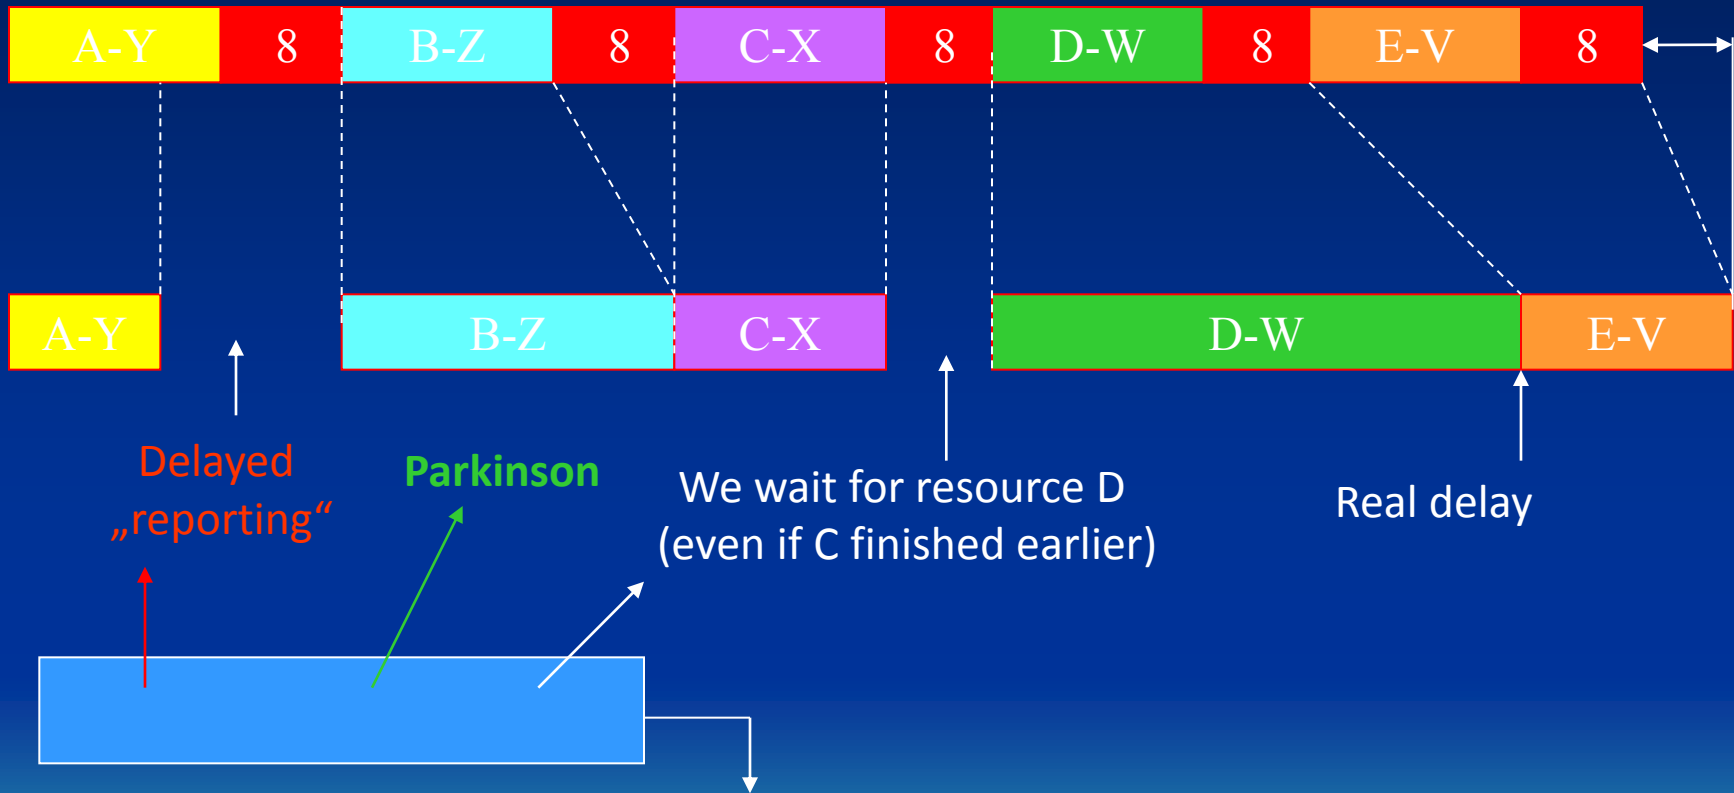 A-Y 8 B-Z 8 C-X 8 D-W 8 E-V 8
A-Y B-Z C-X D-W E-V
Delayed
„reporting“
Parkinson
We wait for resource D
(even if C finished earlier)
Real delay